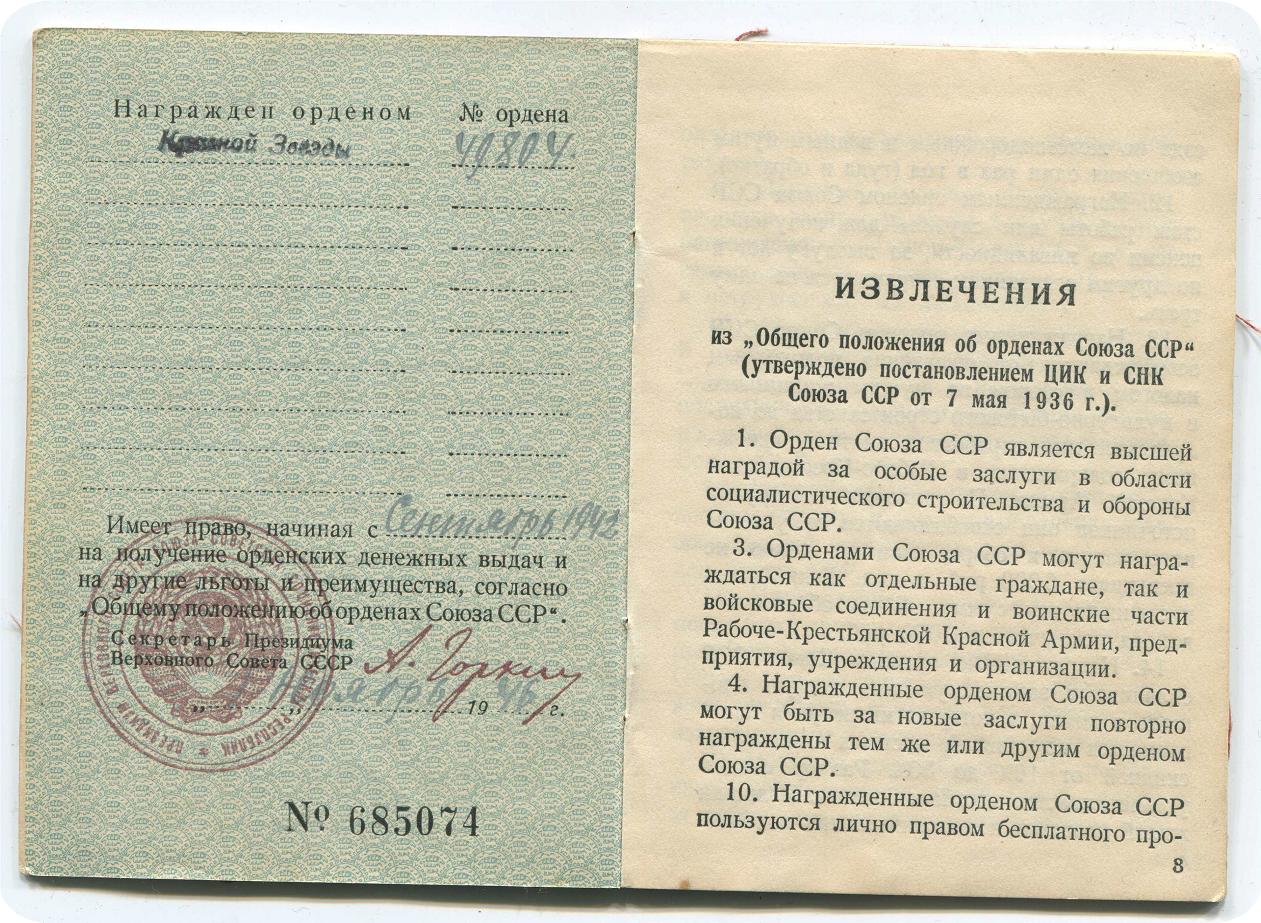 Награжден орденом № ордена
Красной Звезды 49804.
Имеет право, начиная с Сентябрь 1942
на получение орденских денежных выдач и
на другие льготы и преимущества, согласно
„Общему положению об орденах Союза ССР“.
Секретарь Президиума
Верховного Совета СССР А. Горкин
„ “ 1946 г.
№ 685074
ИЗВЛЕЧЕНИЯ
из „Общего положения об орденах Союза ССР“
(утверждено постановлением ЦИК и СНК
Союза ССР от 7 мая 1936 г.).
1. Орден Союза ССР является высшей
наградой за особые заслуги в области
социалистического строительства и обороны
Союза ССР.
3. Орденами Союза ССР могут награ-
ждаться как отдельные граждане, так и
войсковые соединения и воинские части
Рабоче-Крестьянской Красной Армии, пред-
приятия, учреждения и организации.
4. Награжденные орденом Союза ССР
могут быть за новые заслуги повторно
награждены тем же или другим орденом
Союза ССР.
10. Награжденные орденом Союза ССР
пользуются лично правом бесплатного про-
8